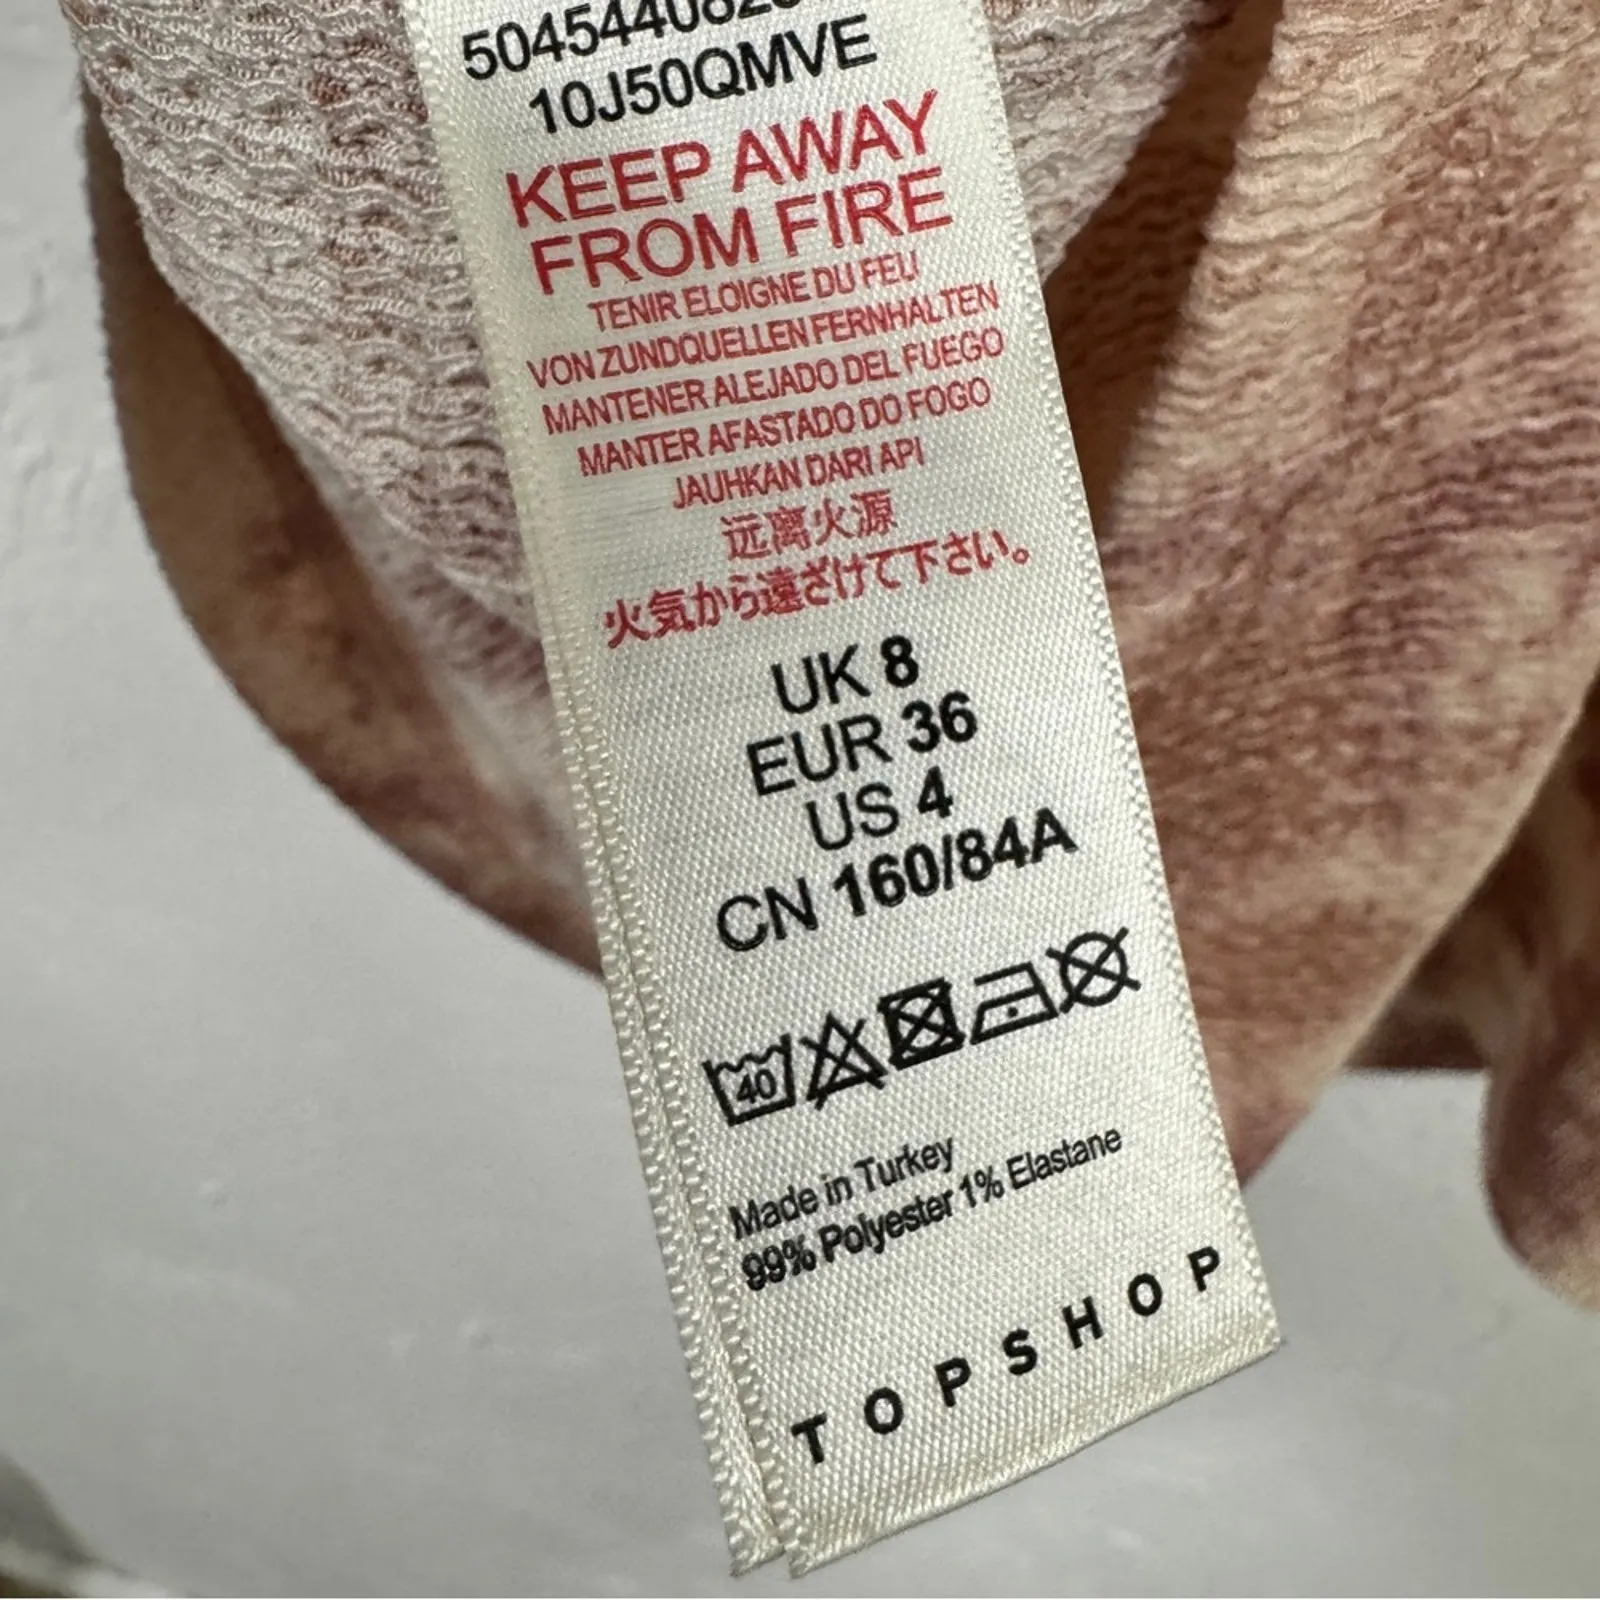 10J50QMVE
KEEP AWAY
FROM FIRE
TENIR ELOIGNE DU FEU
VON ZUNDQUELLEN FERNHALTEN
MANTENER ALEJADO DEL FUEGO
MANTER AFASTADO DO FOGO
JAUHKAN DARI API
远离火源
火気から遠ざけて下さい。
UK 8
EUR 36
US 4
CN 160/84A
40
Made in Turkey
99% Polyester 1% Elastane
TOPSHOP